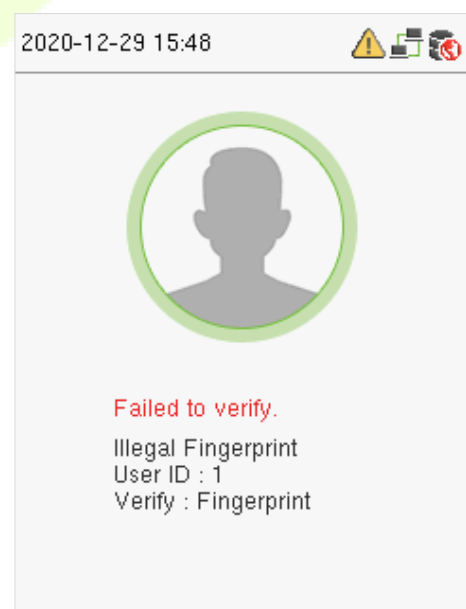 2020-12-29 15:48
Failed to verify.
Illegal Fingerprint
User ID : 1
Verify : Fingerprint